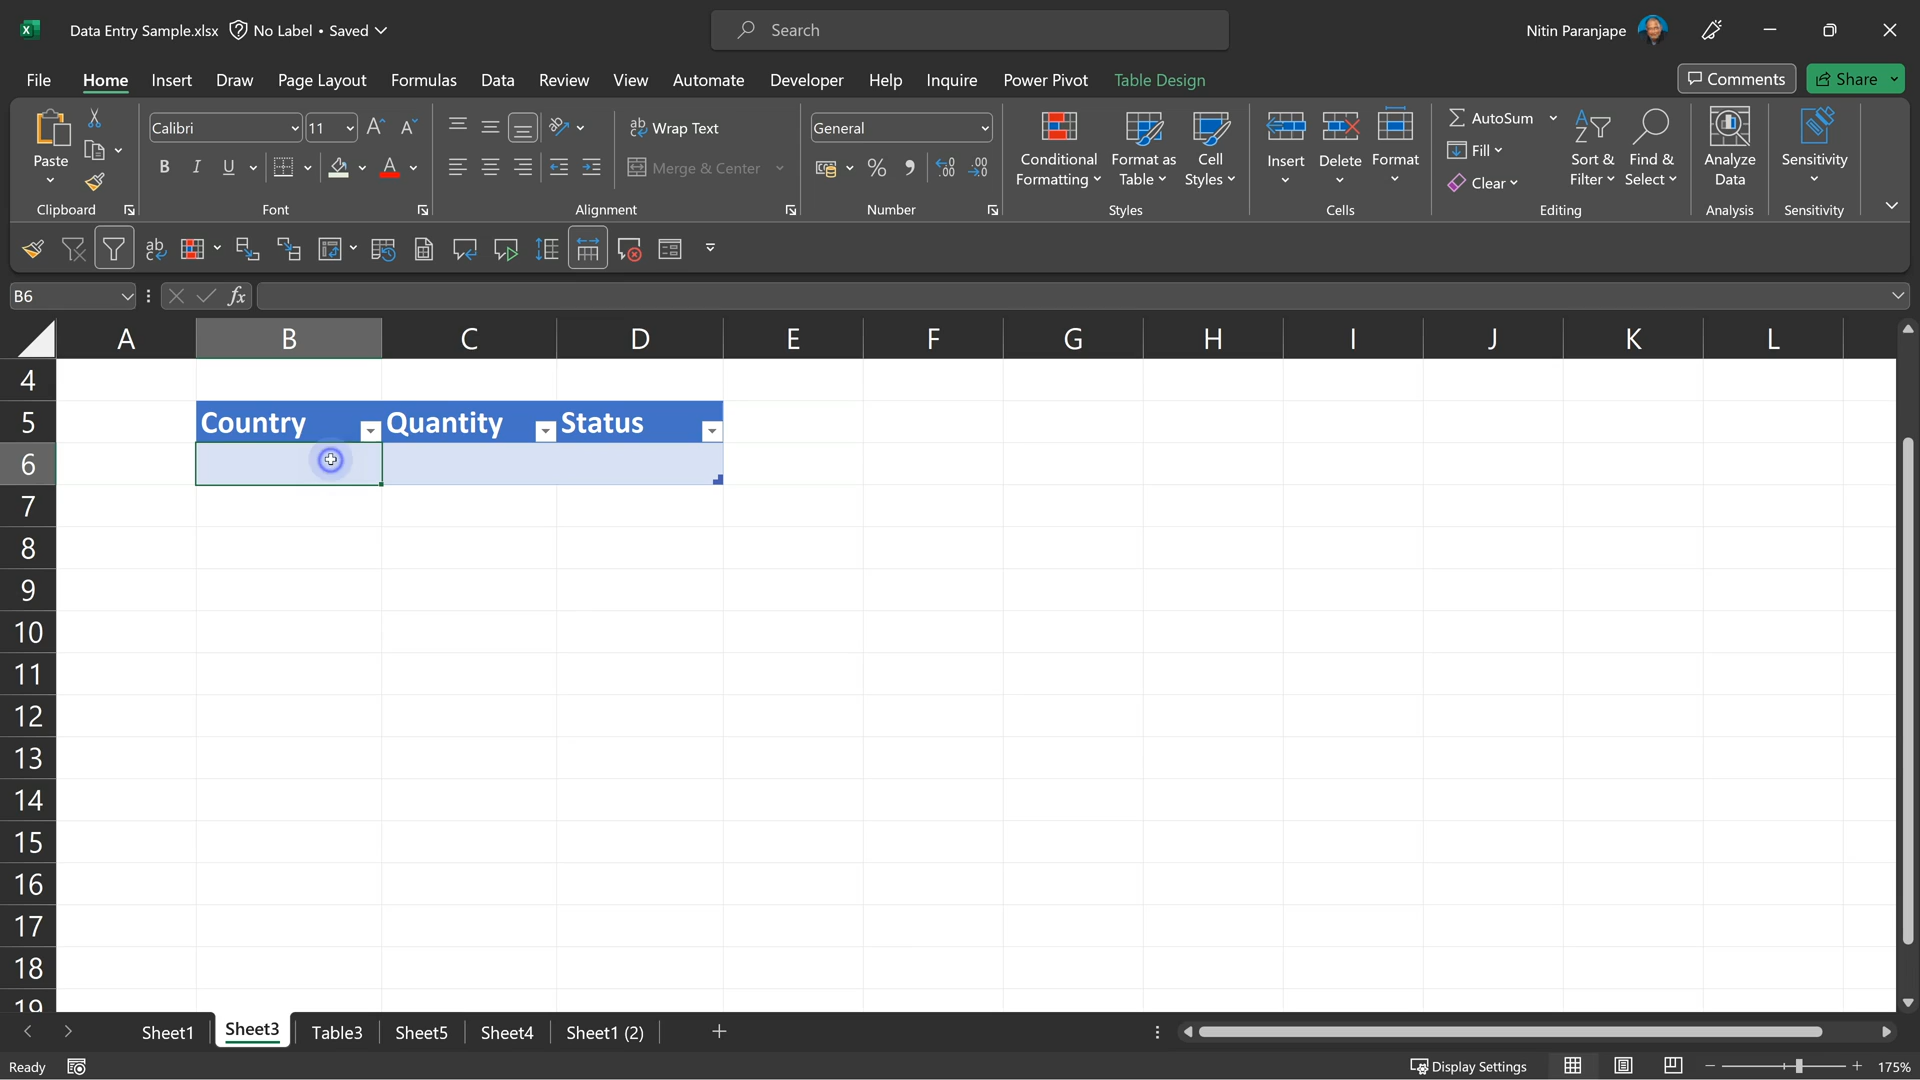 Data Entry Sample.xlsx No Label • Saved
Search
Nitin Paranjape
File Home Insert Draw Page Layout Formulas Data Review View Automate Developer Help Inquire Power Pivot Table Design
Comments Share
Paste
Clipboard
Calibri 11
B I U A
Font
Wrap Text
Merge & Center
Alignment
General
%
Number
Conditional Formatting
Format as Table
Cell Styles
Styles
Insert Delete Format
Cells
AutoSum
Fill
Clear
Sort & Filter
Find & Select
Editing
Analyze Data
Analysis
Sensitivity
Sensitivity
B6 fx
A B C D E F G H I J K L
4
5 Country Quantity Status
6
7
8
9
10
11
12
13
14
15
16
17
18
19
Sheet1 Sheet3 Table3 Sheet5 Sheet4 Sheet1 (2)
Ready Display Settings 175%